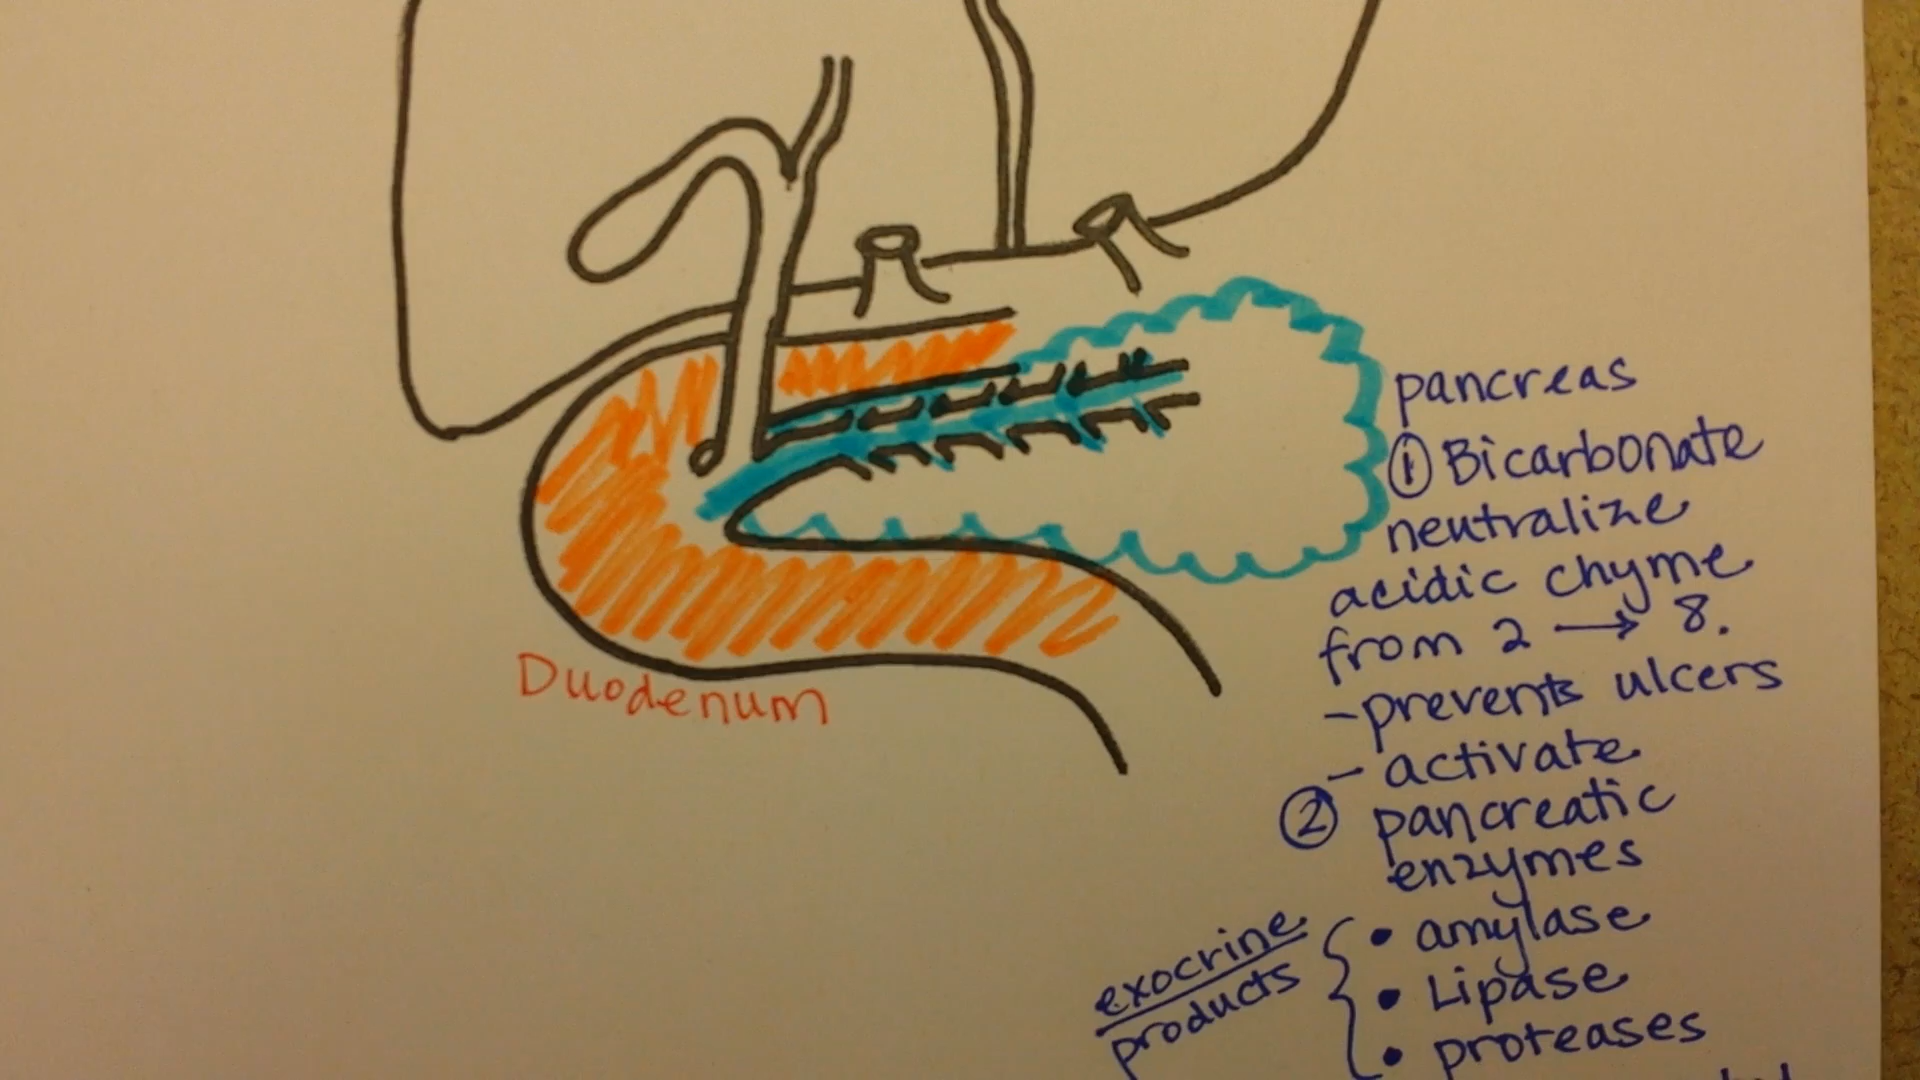 pancreas
① Bicarbonate
neutralize
acidic chyme
from 2 → 8.
- prevents ulcers
- activate
② pancreatic
enzymes
exocrine
products
• amylase
• Lipase
• proteases
Duodenum